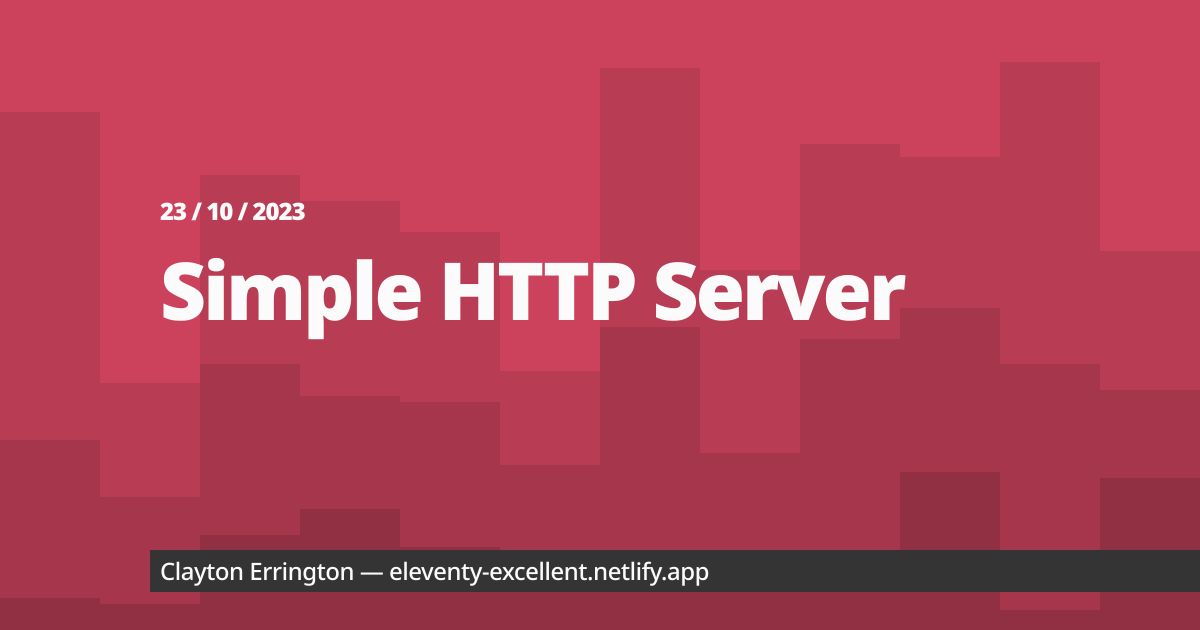 23 / 10 / 2023
Simple HTTP Server
Clayton Errington — eleventy-excellent.netlify.app